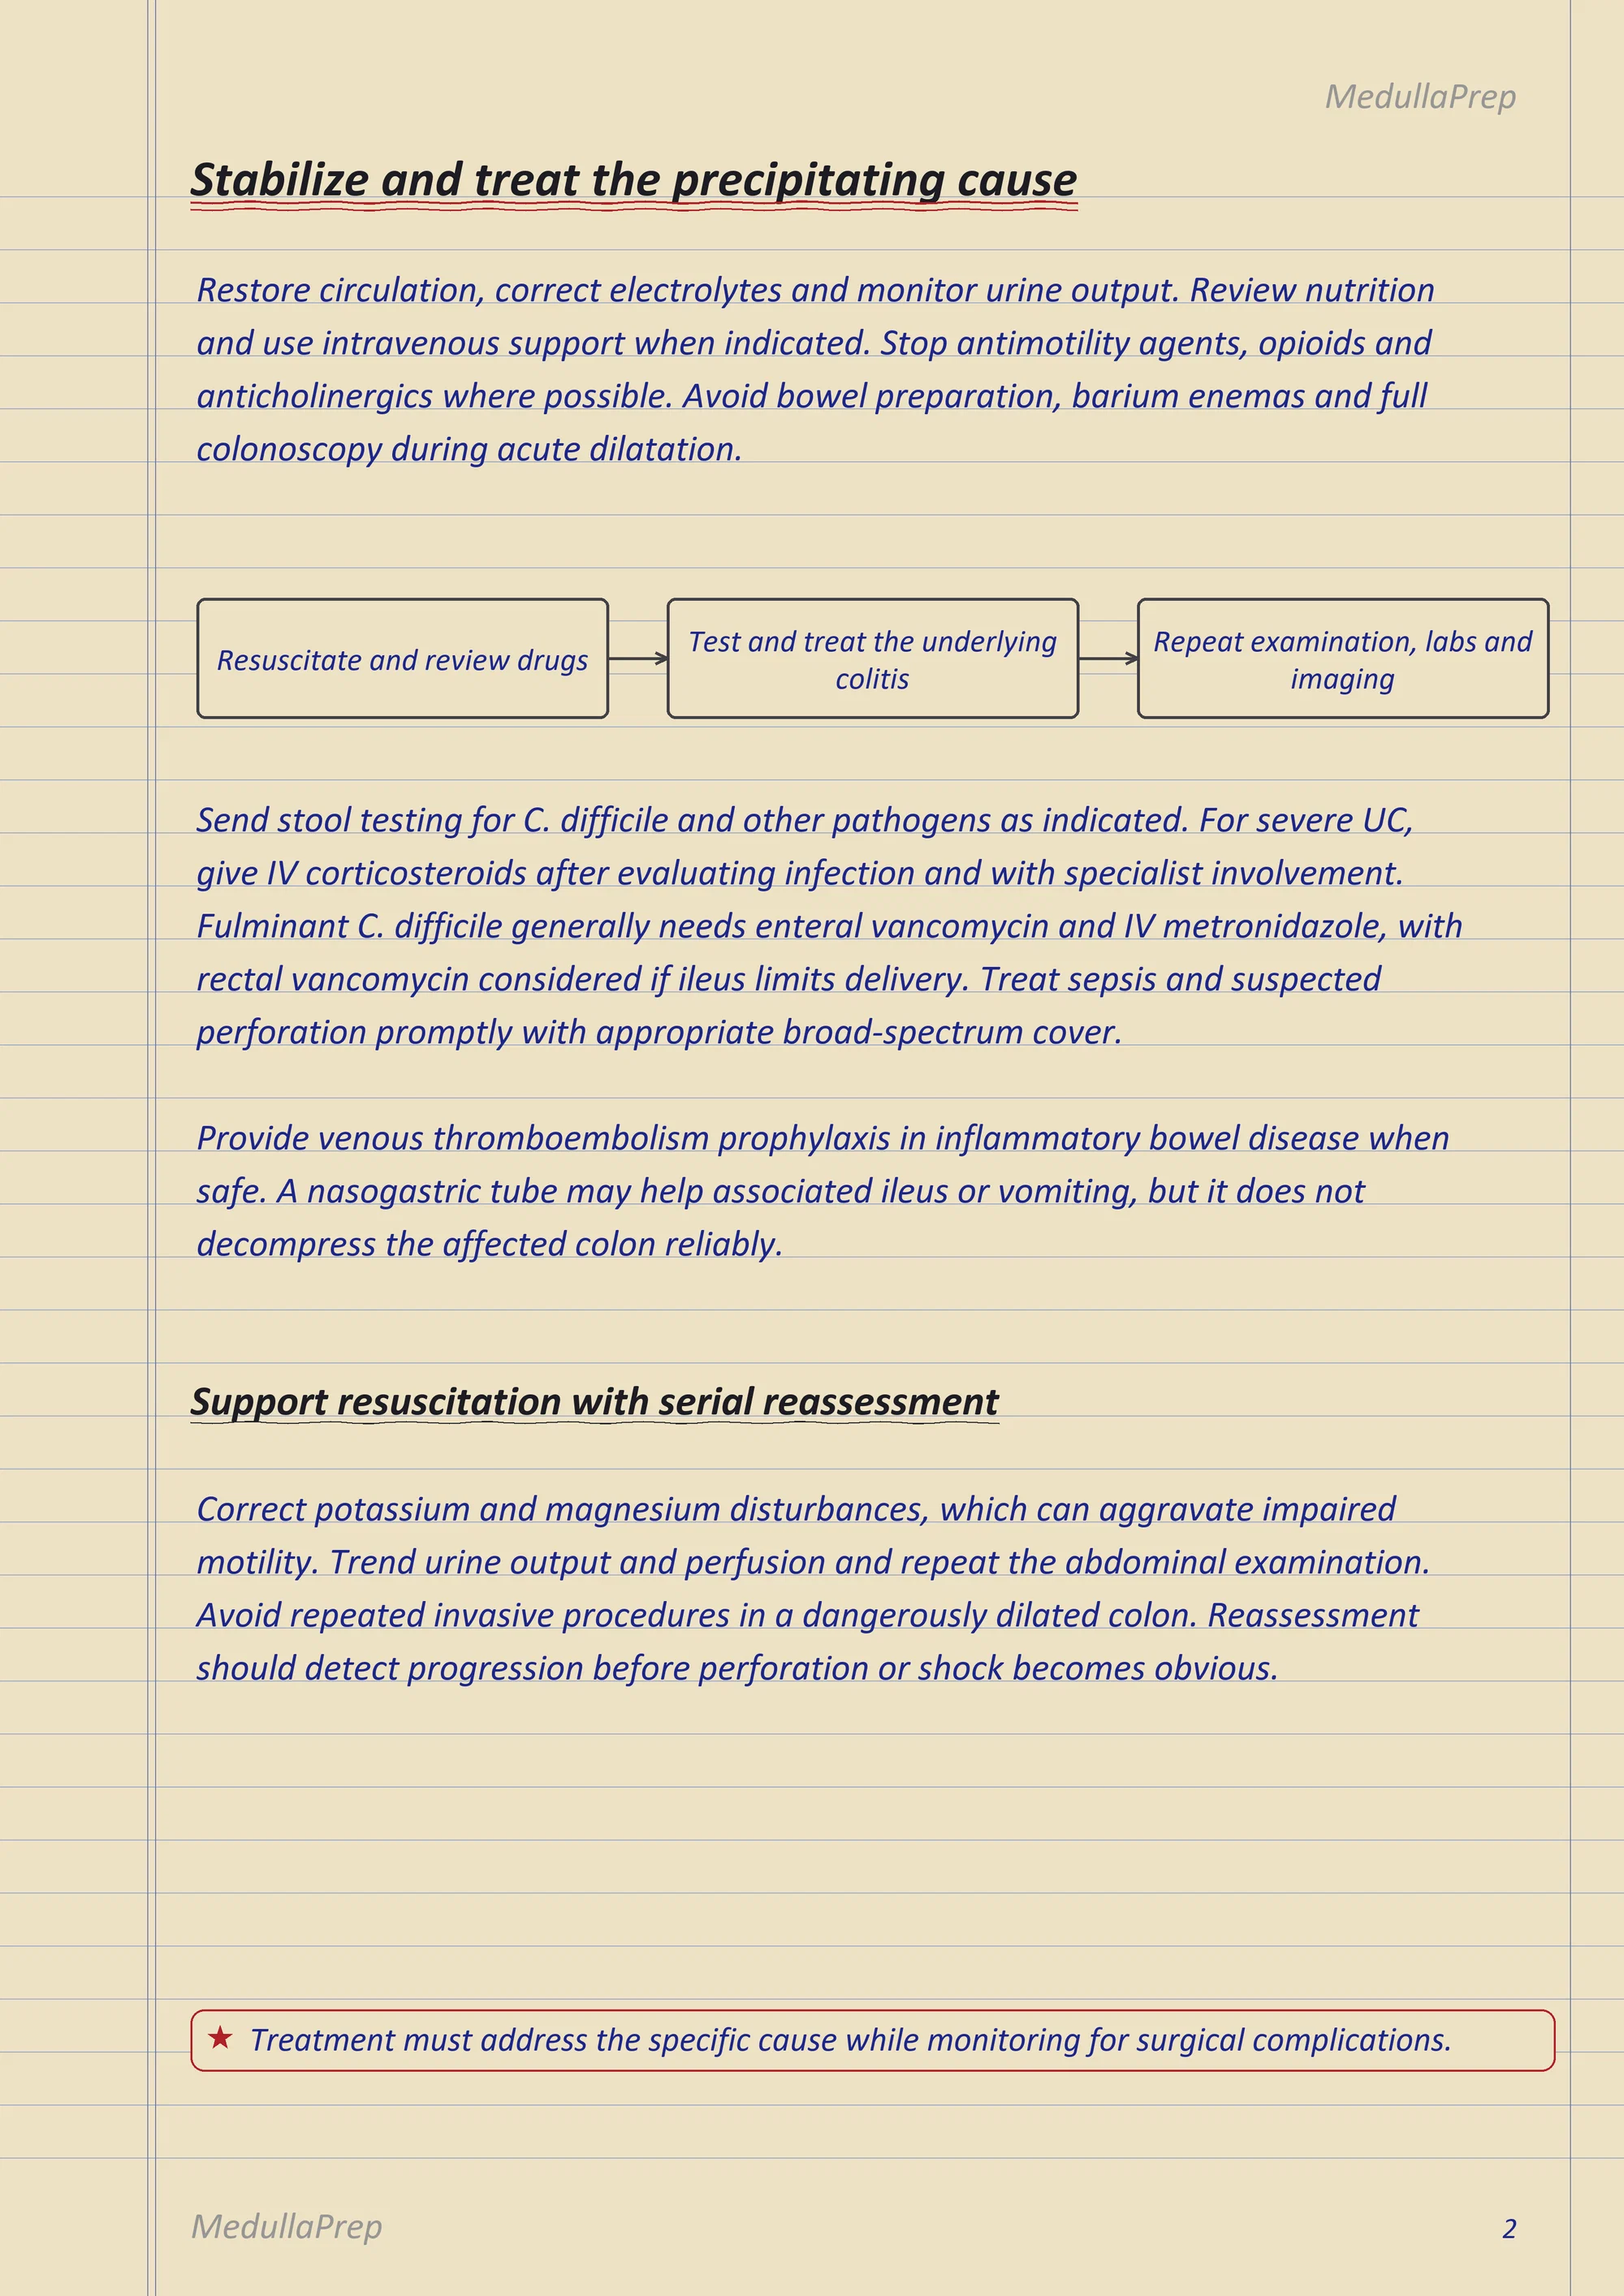 MedullaPrep
Stabilize and treat the precipitating cause
Restore circulation, correct electrolytes and monitor urine output. Review nutrition
and use intravenous support when indicated. Stop antimotility agents, opioids and
anticholinergics where possible. Avoid bowel preparation, barium enemas and full
colonoscopy during acute dilatation.
Resuscitate and review drugs
Test and treat the underlying
colitis
Repeat examination, labs and
imaging
Send stool testing for C. difficile and other pathogens as indicated. For severe UC,
give IV corticosteroids after evaluating infection and with specialist involvement.
Fulminant C. difficile generally needs enteral vancomycin and IV metronidazole, with
rectal vancomycin considered if ileus limits delivery. Treat sepsis and suspected
perforation promptly with appropriate broad-spectrum cover.
Provide venous thromboembolism prophylaxis in inflammatory bowel disease when
safe. A nasogastric tube may help associated ileus or vomiting, but it does not
decompress the affected colon reliably.
Support resuscitation with serial reassessment
Correct potassium and magnesium disturbances, which can aggravate impaired
motility. Trend urine output and perfusion and repeat the abdominal examination.
Avoid repeated invasive procedures in a dangerously dilated colon. Reassessment
should detect progression before perforation or shock becomes obvious.
★ Treatment must address the specific cause while monitoring for surgical complications.
MedullaPrep
2